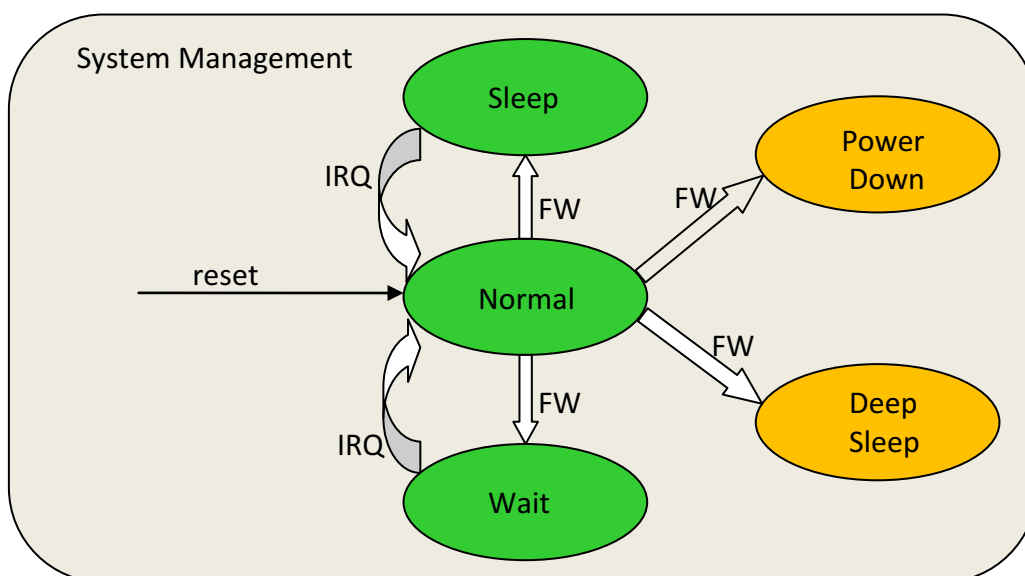 System Management
Sleep
IRQ
FW
Power
Down
FW
reset
Normal
FW
FW
Deep
Sleep
IRQ
Wait